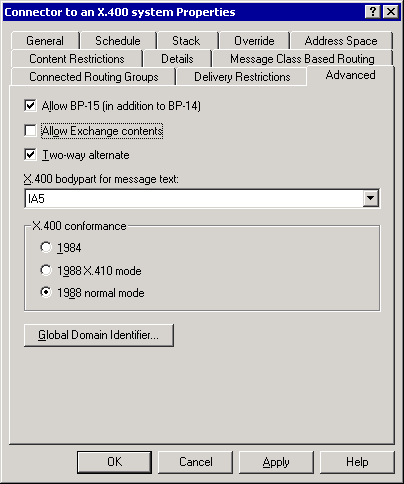 Connector to an X.400 system Properties
General Schedule Stack Override Address Space
Content Restrictions Details Message Class Based Routing
Connected Routing Groups Delivery Restrictions Advanced
Allow BP-15 (in addition to BP-14)
Allow Exchange contents
Two-way alternate
X.400 bodypart for message text:
IA5
X.400 conformance
1984
1988 X.410 mode
1988 normal mode
Global Domain Identifier...
OK Cancel Apply Help